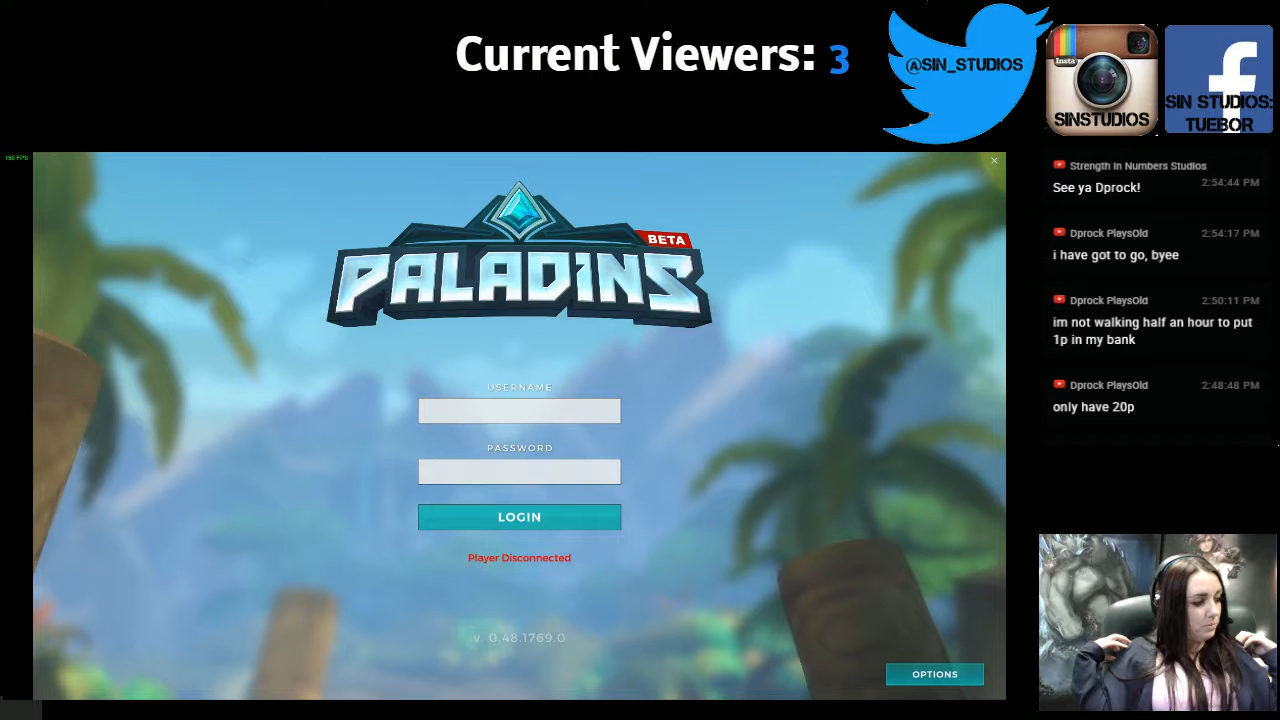 Current Viewers: 3
@SIN_STUDIOS
Insta
SINSTUDIOS
SIN STUDIOS:
TUEBOR
150 FPS
BETA
PALADINS
USERNAME
PASSWORD
LOGIN
Player Disconnected
v. 0.48.1769.0
OPTIONS
Strength In Numbers Studios
See ya Dprock! 2:54:44 PM
Dprock PlaysOld 2:54:17 PM
i have got to go, byee
Dprock PlaysOld 2:50:11 PM
im not walking half an hour to put
1p in my bank
Dprock PlaysOld 2:48:48 PM
only have 20p